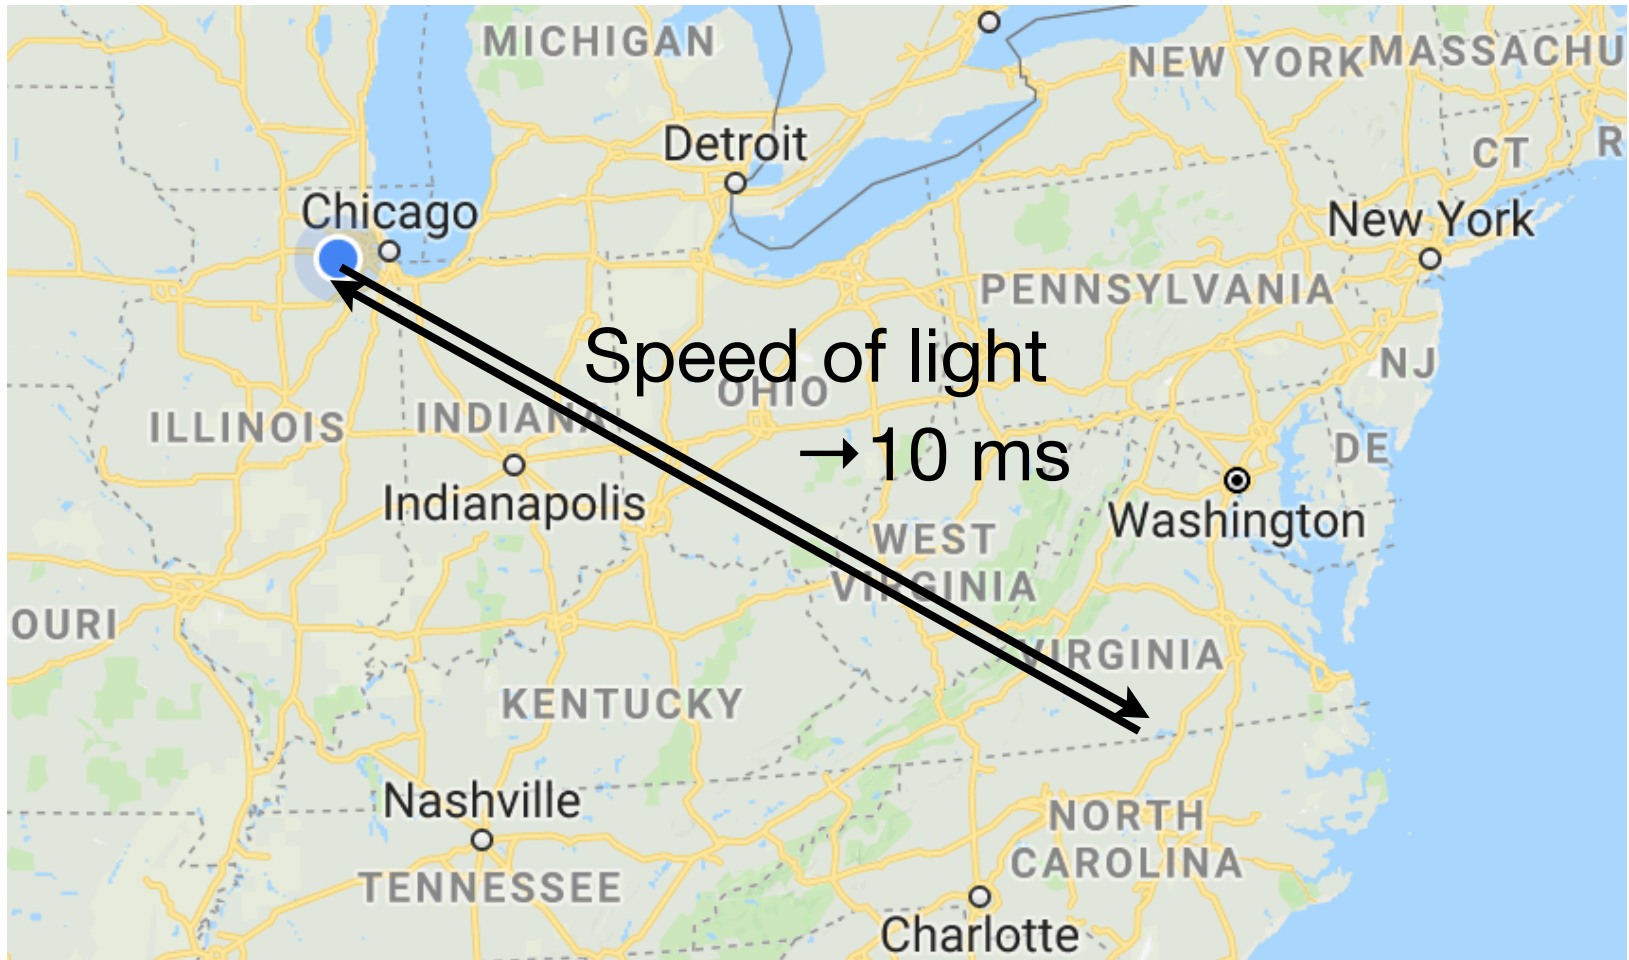 MICHIGAN
NEW YORK
MASSACHU
Detroit
CT
R
Chicago
New York
PENNSYLVANIA
Speed of light
NJ
OHIO
ILLINOIS
INDIANA
→10 ms
DE
Indianapolis
Washington
WEST
VIRGINIA
OURI
VIRGINIA
KENTUCKY
Nashville
NORTH
CAROLINA
TENNESSEE
Charlotte